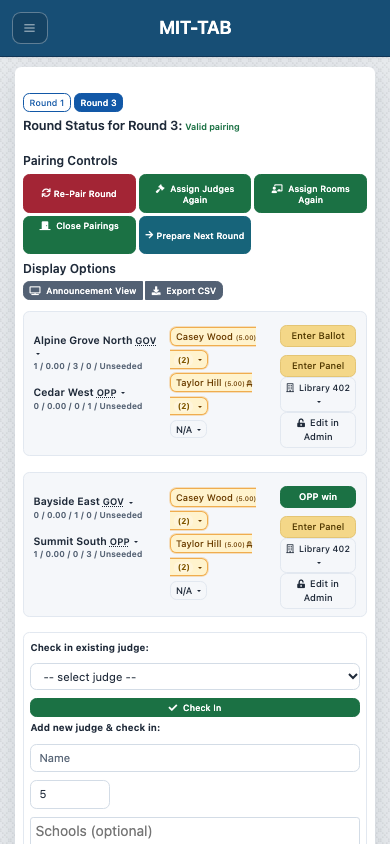 MIT-TAB
Round 1
Round 3
Round Status for Round 3: Valid pairing
Pairing Controls
Re-Pair Round
Assign Judges
Again
Assign Rooms
Again
Close Pairings
Prepare Next Round
Display Options
Announcement View
Export CSV
Alpine Grove North GOV
-
1 / 0.00 / 3 / 0 / Unseeded
Cedar West OPP -
0 / 0.00 / 0 / 1 / Unseeded
Casey Wood (5.00)
(2) -
Taylor Hill (5.00)
(2) -
N/A -
Enter Ballot
Enter Panel
Library 402
-
Edit in
Admin
Bayside East GOV -
0 / 0.00 / 1 / 0 / Unseeded
Summit South OPP -
1 / 0.00 / 0 / 3 / Unseeded
Casey Wood (5.00)
(2) -
Taylor Hill (5.00)
(2) -
N/A -
OPP win
Enter Panel
Library 402
-
Edit in
Admin
Check in existing judge:
-- select judge --
Check In
Add new judge & check in:
Name
5
Schools (optional)